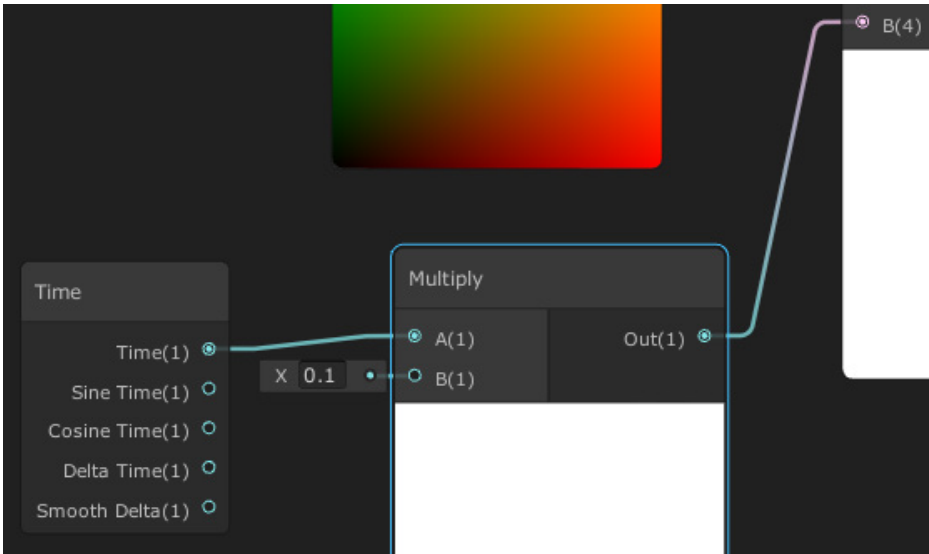 B(4)
Time
Time(1)
Sine Time(1)
Cosine Time(1)
Delta Time(1)
Smooth Delta(1)
X 0.1
Multiply
A(1)
B(1)
Out(1)